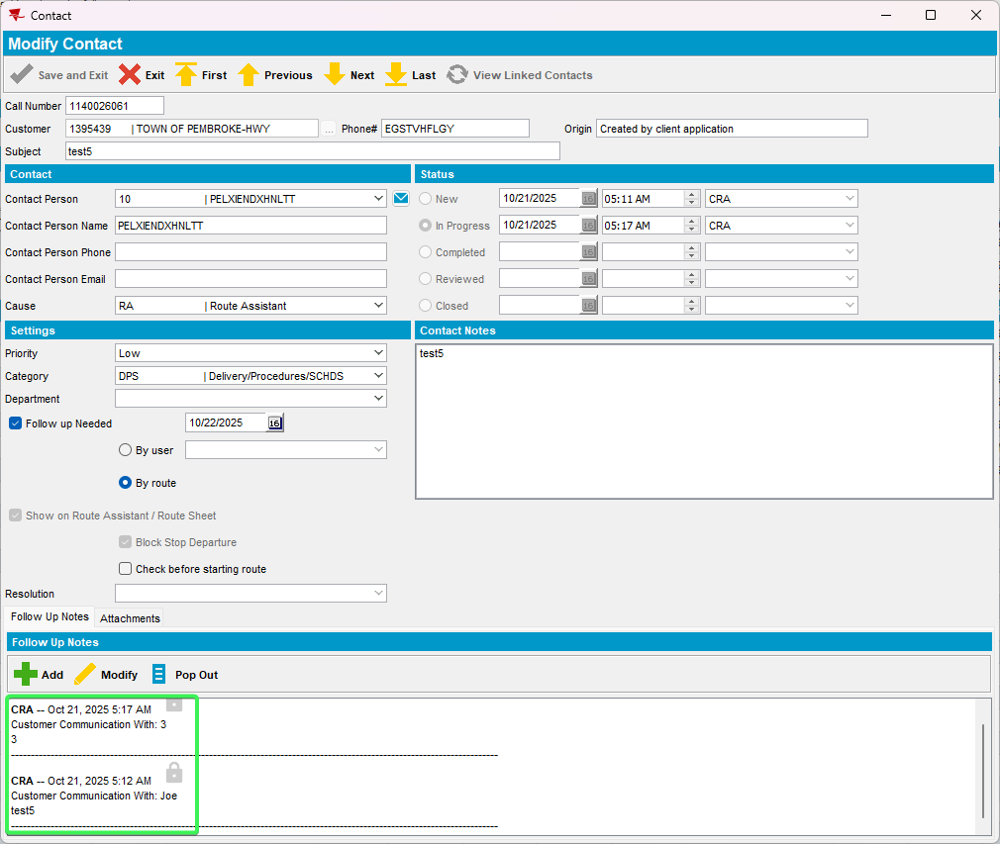 Contact
Modify Contact
Save and Exit Exit First Previous Next Last View Linked Contacts
Call Number 1140026061
Customer 1395439 | TOWN OF PEMBROKE-HWY ... Phone# EGSTVHFLGY Origin Created by client application
Subject test5
Contact Status
Contact Person 10 | PELXIENDXHNLTT New 10/21/2025 16 05:11 AM CRA
Contact Person Name PELXIENDXHNLTT In Progress 10/21/2025 16 05:17 AM CRA
Contact Person Phone Completed 16
Contact Person Email Reviewed 16
Cause RA | Route Assistant Closed 16
Settings Contact Notes
Priority Low test5
Category DPS | Delivery/Procedures/SCHDS
Department
Follow up Needed 10/22/2025 16
By user
By route
Show on Route Assistant / Route Sheet
Block Stop Departure
Check before starting route
Resolution
Follow Up Notes Attachments
Follow Up Notes
Add Modify Pop Out
CRA -- Oct 21, 2025 5:17 AM
Customer Communication With: 3
3
CRA -- Oct 21, 2025 5:12 AM
Customer Communication With: Joe
test5